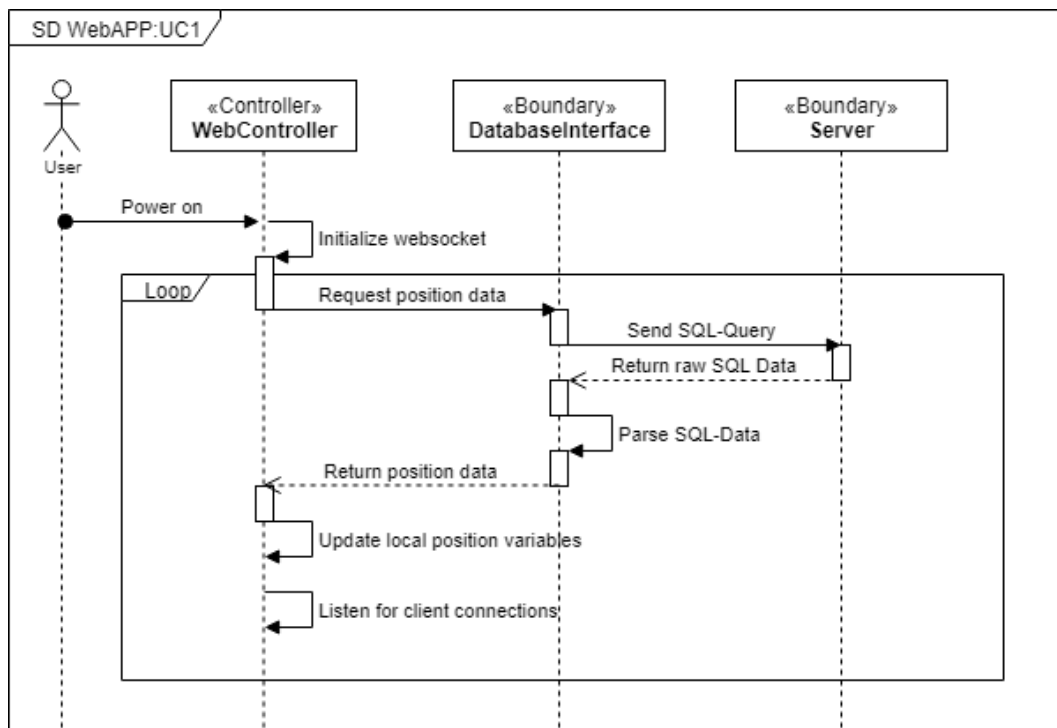 SD WebAPP:UC1
User
«Controller»
WebController
«Boundary»
DatabaseInterface
«Boundary»
Server
Power on
Initialize websocket
Loop
Request position data
Send SQL-Query
Return raw SQL Data
Parse SQL-Data
Return position data
Update local position variables
Listen for client connections